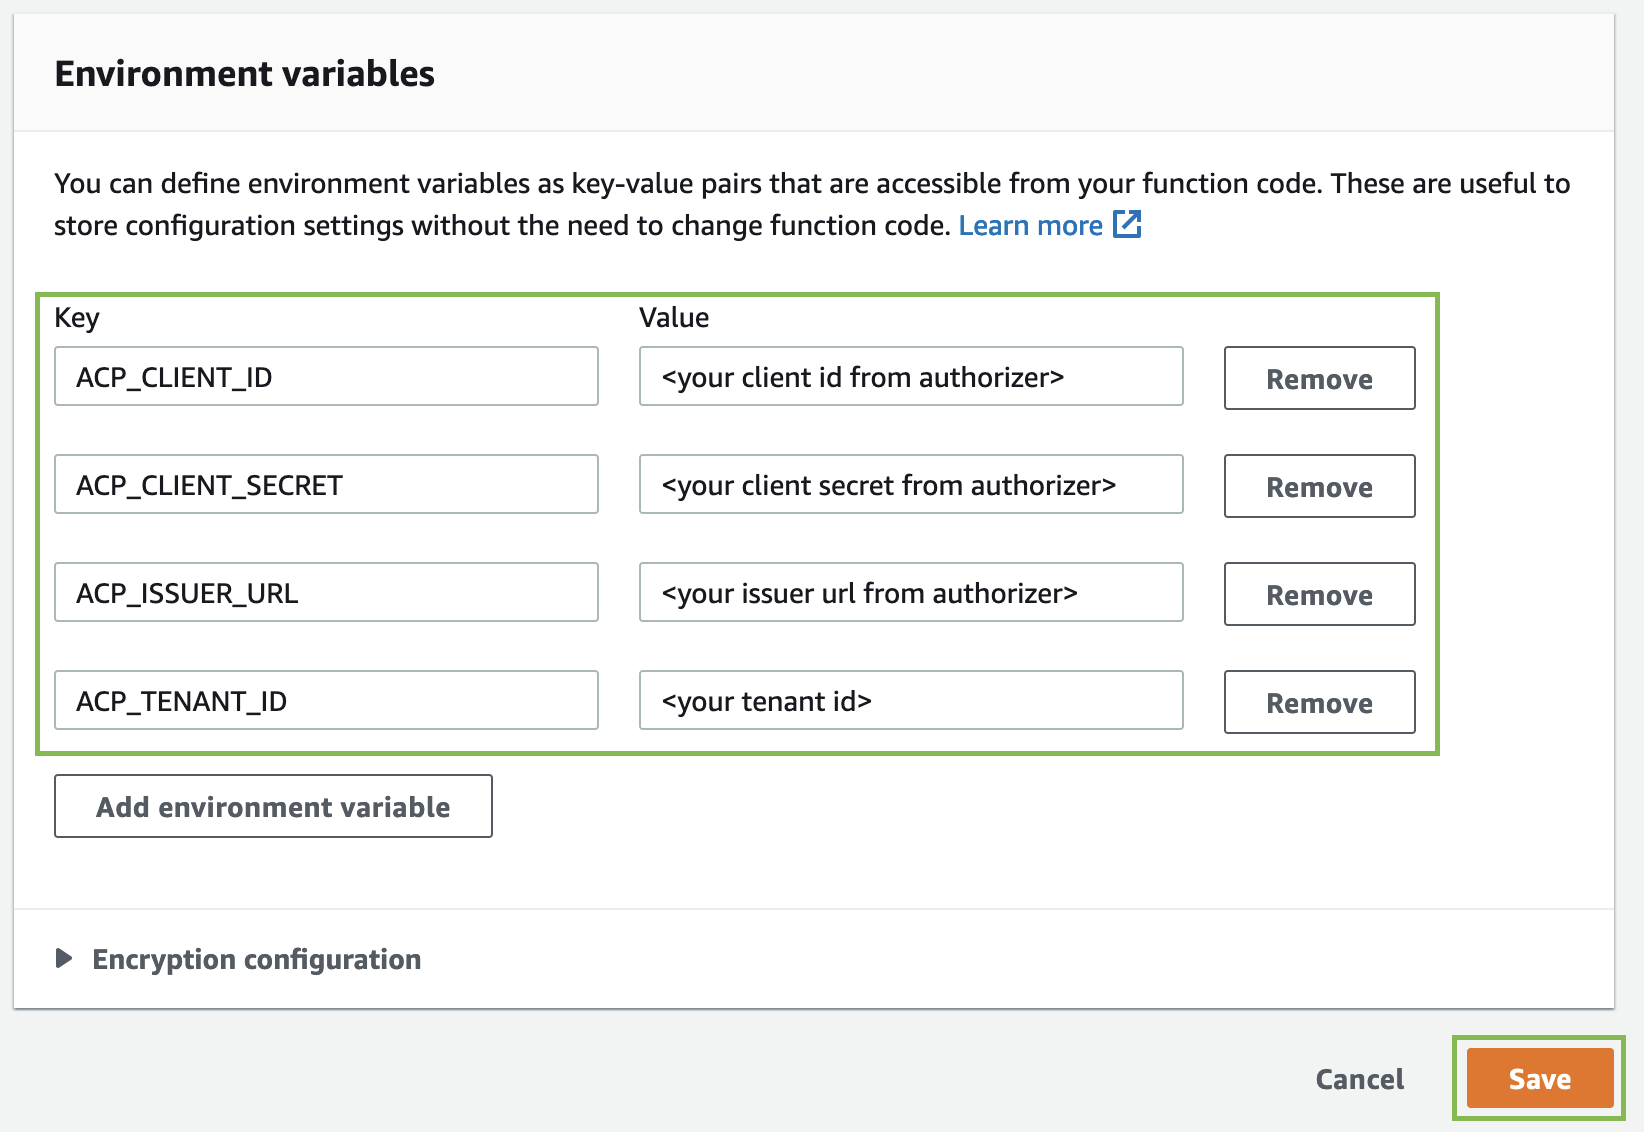 Environment variables
You can define environment variables as key-value pairs that are accessible from your function code. These are useful to
store configuration settings without the need to change function code. Learn more
Key Value
ACP_CLIENT_ID <your client id from authorizer> Remove
ACP_CLIENT_SECRET <your client secret from authorizer> Remove
ACP_ISSUER_URL <your issuer url from authorizer> Remove
ACP_TENANT_ID <your tenant id> Remove
Add environment variable
Encryption configuration
Cancel Save